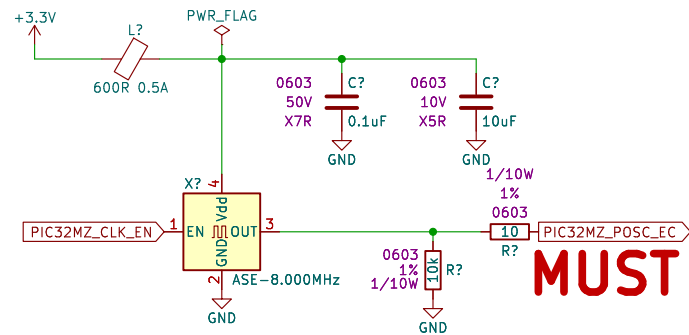 PWR_FLAG
+3.3V
L?
600R 0.5A
0603
50V
X7R
C?
0.1uF
GND
0603
10V
X5R
C?
10uF
GND
X?
4
Vdd
PIC32MZ_CLK_EN
1
EN
OUT
3
GND
2
ASE-8.000MHz
GND
0603
1%
1/10W
10k
R?
GND
1/10W
1%
0603
10
R?
PIC32MZ_POSC_EC
MUST